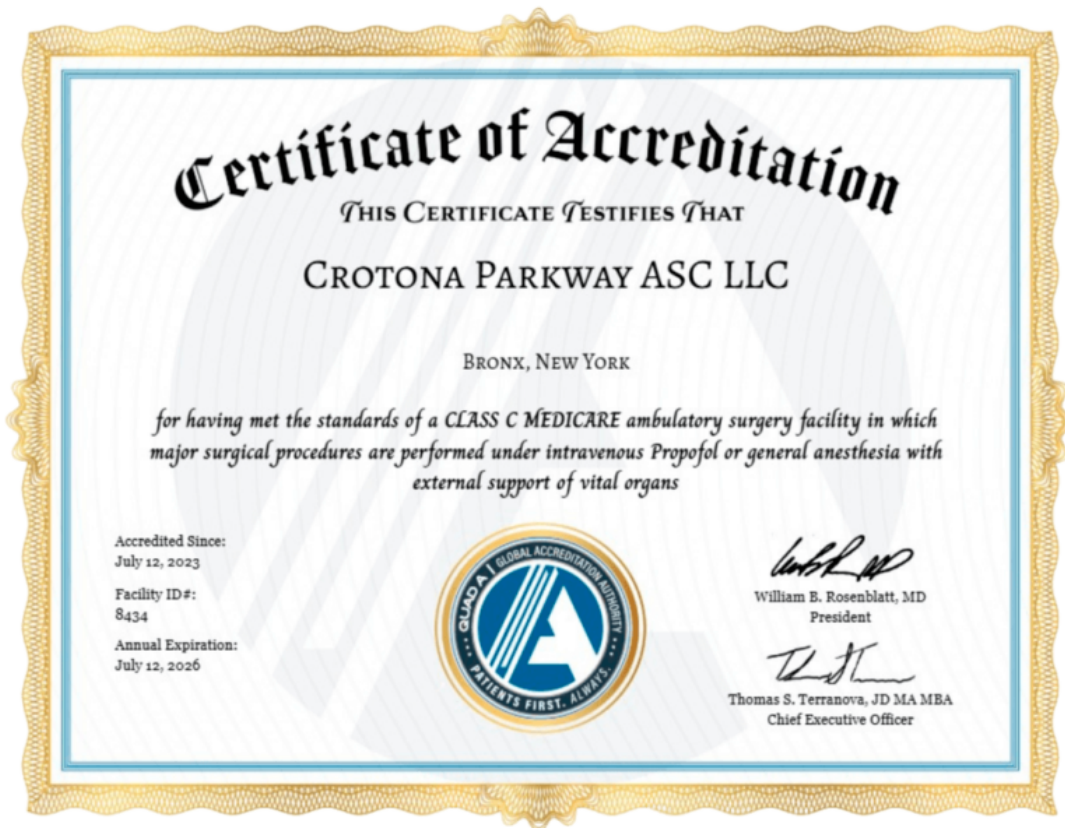 Certificate of Accreditation
THIS CERTIFICATE TESTIFIES THAT
CROTONA PARKWAY ASC LLC
BRONX, NEW YORK
for having met the standards of a CLASS C MEDICARE ambulatory surgery facility in which
major surgical procedures are performed under intravenous Propofol or general anesthesia with
external support of vital organs
Accredited Since:
July 12, 2023
Facility ID#:
8434
Annual Expiration:
July 12, 2026
QUAD A | GLOBAL ACCREDITATION AUTHORITY
PATIENTS FIRST. ALWAYS.
William B. Rosenblatt, MD
President
Thomas S. Terranova, JD MA MBA
Chief Executive Officer